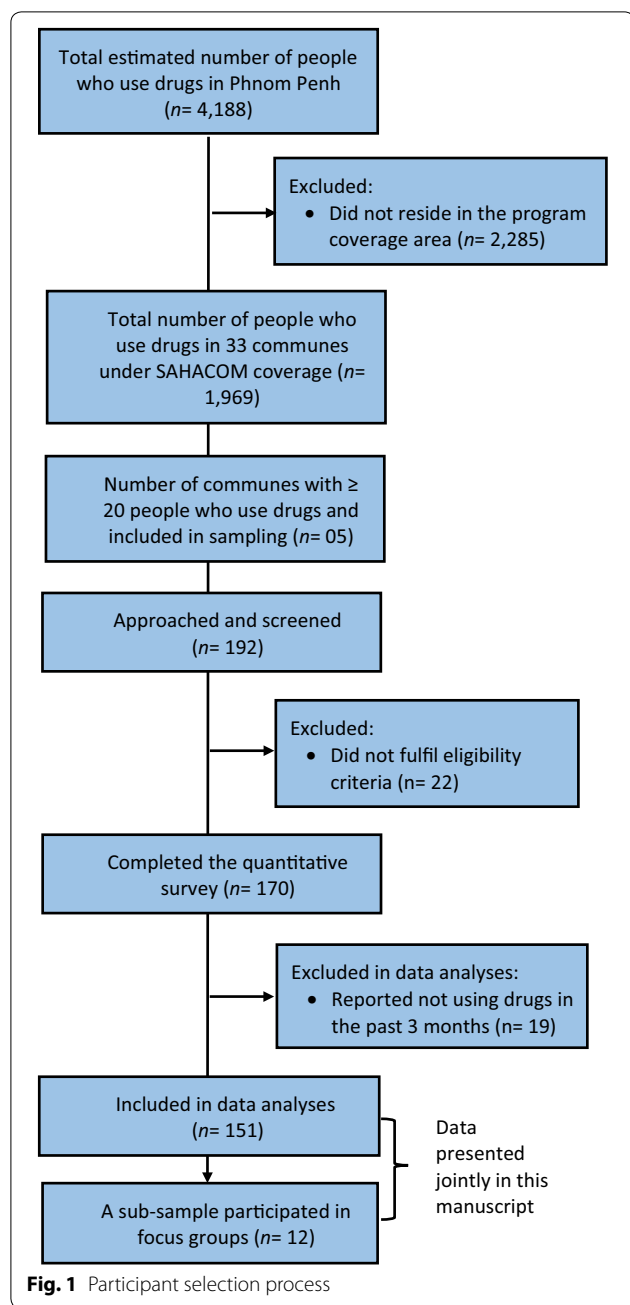 Total estimated number of people
who use drugs in Phnom Penh
(n= 4,188)
Excluded:
• Did not reside in the program
coverage area (n= 2,285)
Total number of people who
use drugs in 33 communes
under SAHACOM coverage (n=
1,969)
Number of communes with ≥
20 people who use drugs and
included in sampling (n= 05)
Approached and screened
(n= 192)
Excluded:
• Did not fulfil eligibility
criteria (n= 22)
Completed the quantitative
survey (n= 170)
Excluded in data analyses:
• Reported not using drugs in
the past 3 months (n= 19)
Included in data analyses
(n= 151)
Data
presented
jointly in this
manuscript
A sub-sample participated in
focus groups (n= 12)
Fig. 1 Participant selection process